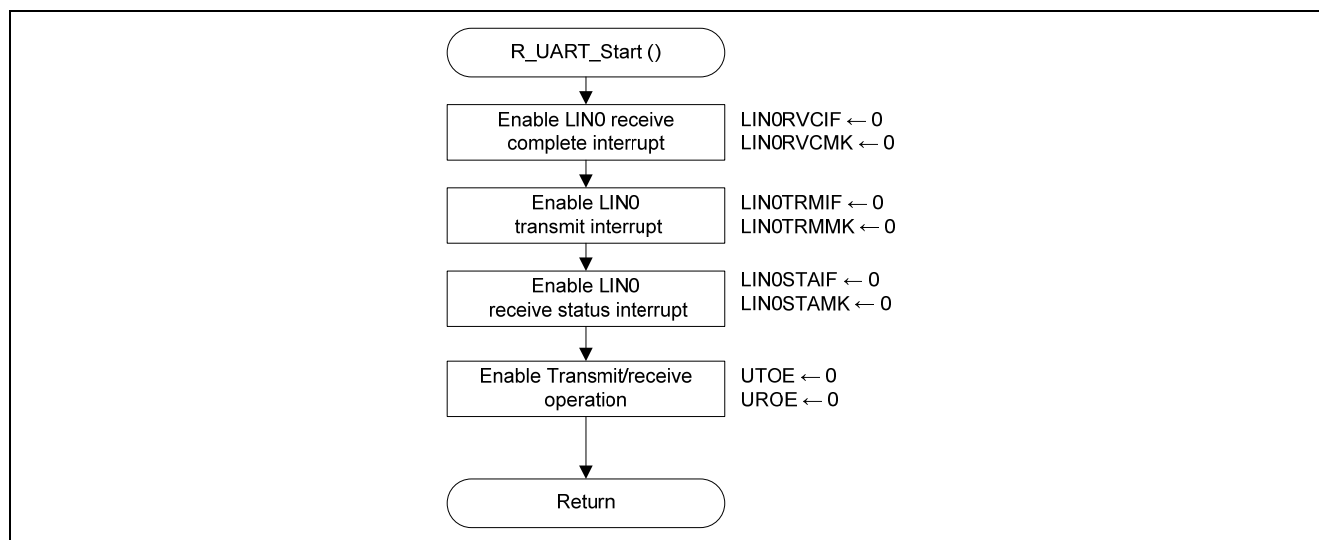 R_UART_Start ()
Enable LIN0 receive
complete interrupt
LIN0RVCIF ← 0
LIN0RVCMK ← 0
Enable LIN0
transmit interrupt
LIN0TRMIF ← 0
LIN0TRMMK ← 0
Enable LIN0
receive status interrupt
LIN0STAIF ← 0
LIN0STAMK ← 0
Enable Transmit/receive
operation
UTOE ← 0
UROE ← 0
Return